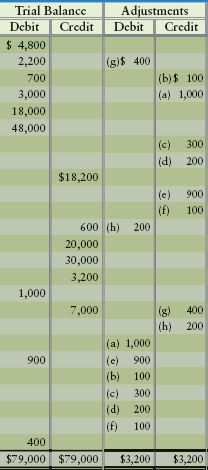 Trial Balance Adjustments
Debit Credit Debit Credit
$ 4,800
2,200 (g)$ 400
700 (b)$ 100
3,000 (a) 1,000
18,000
48,000
(c) 300
(d) 200
$18,200
(e) 900
(f) 100
600 (h) 200
20,000
30,000
3,200
1,000
7,000 (g) 400
(h) 200
(a) 1,000
900 (e) 900
(b) 100
(c) 300
(d) 200
(f) 100
400
$79,000 $79,000 $3,200 $3,200